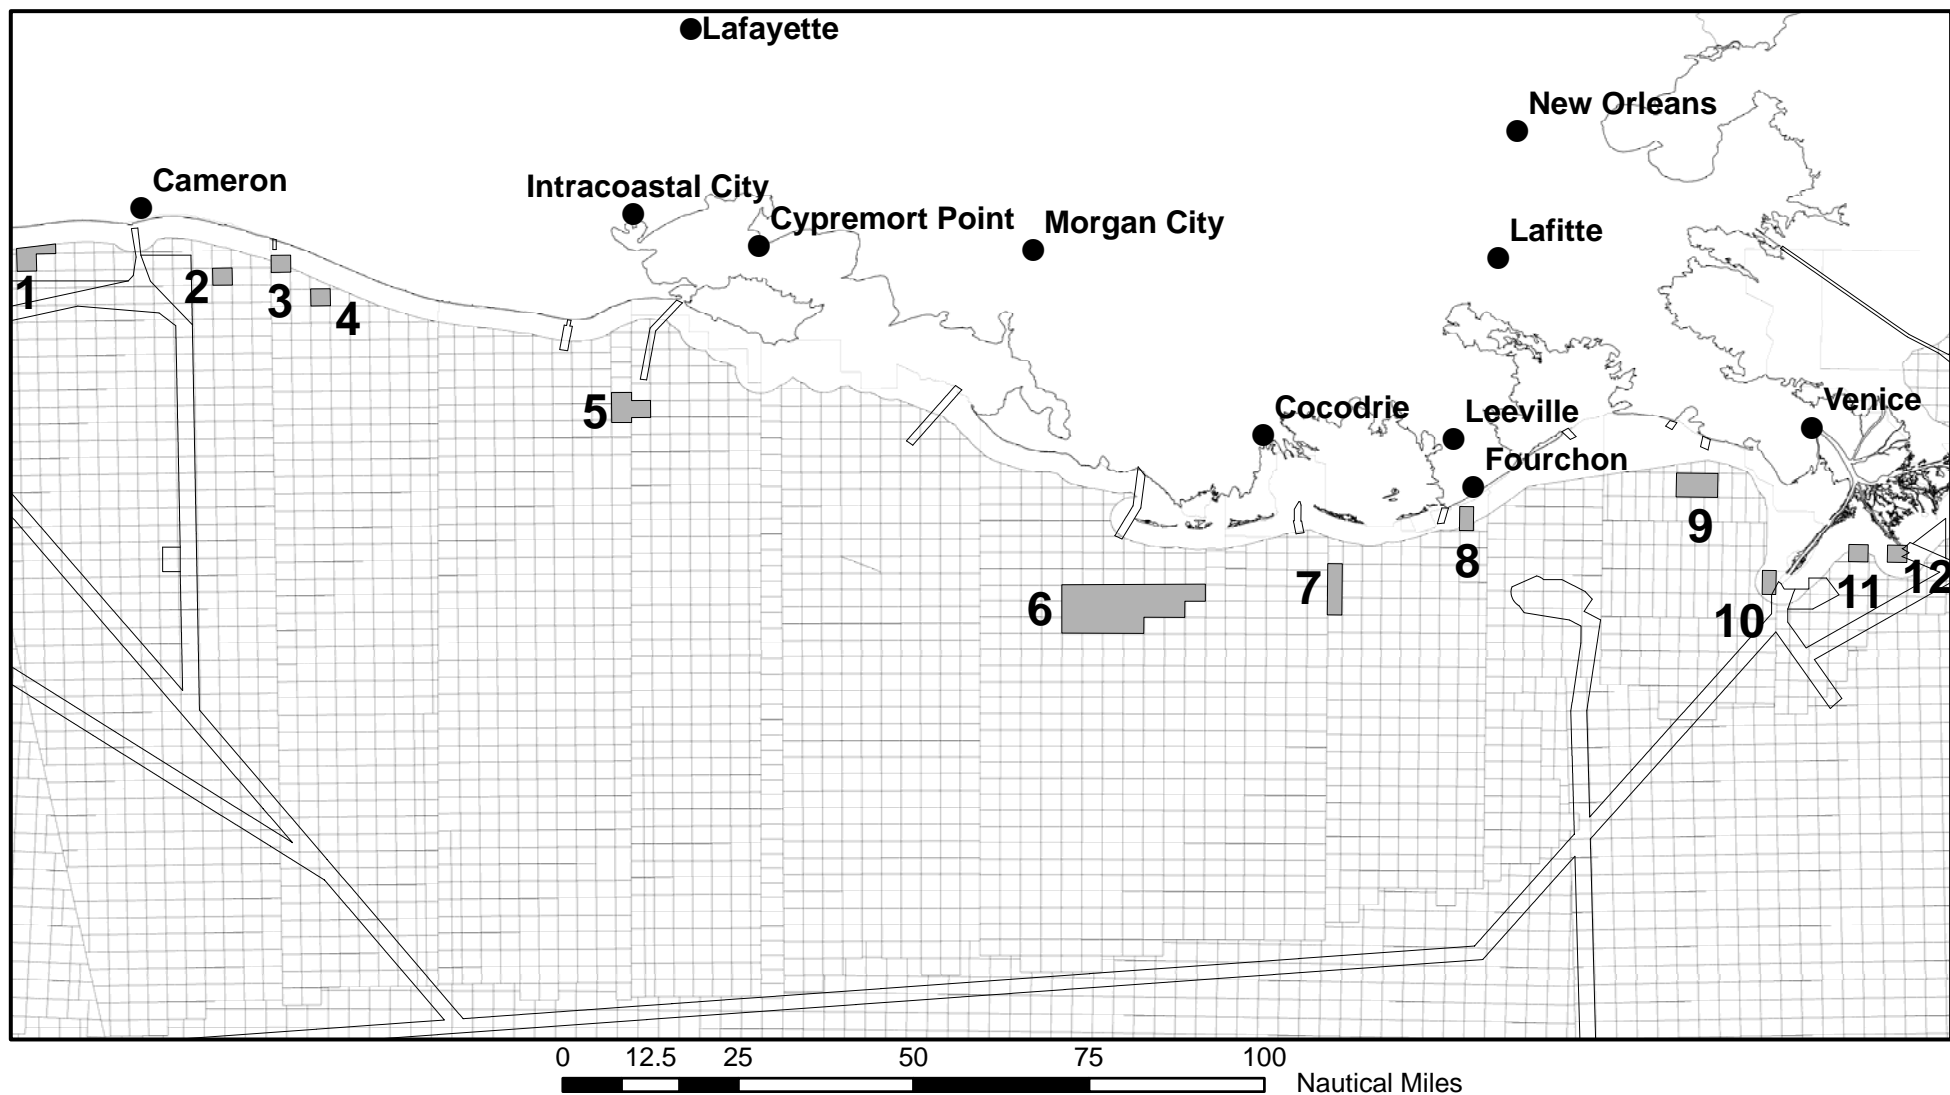 Lafayette
New Orleans
Cameron
Intracoastal City
Cypremort Point
Morgan City
Lafitte
1
2
3
4
5
Cocodrie
Leeville
Venice
Fourchon
6
7
8
9
10
11
12
0 12.5 25 50 75 100
Nautical Miles